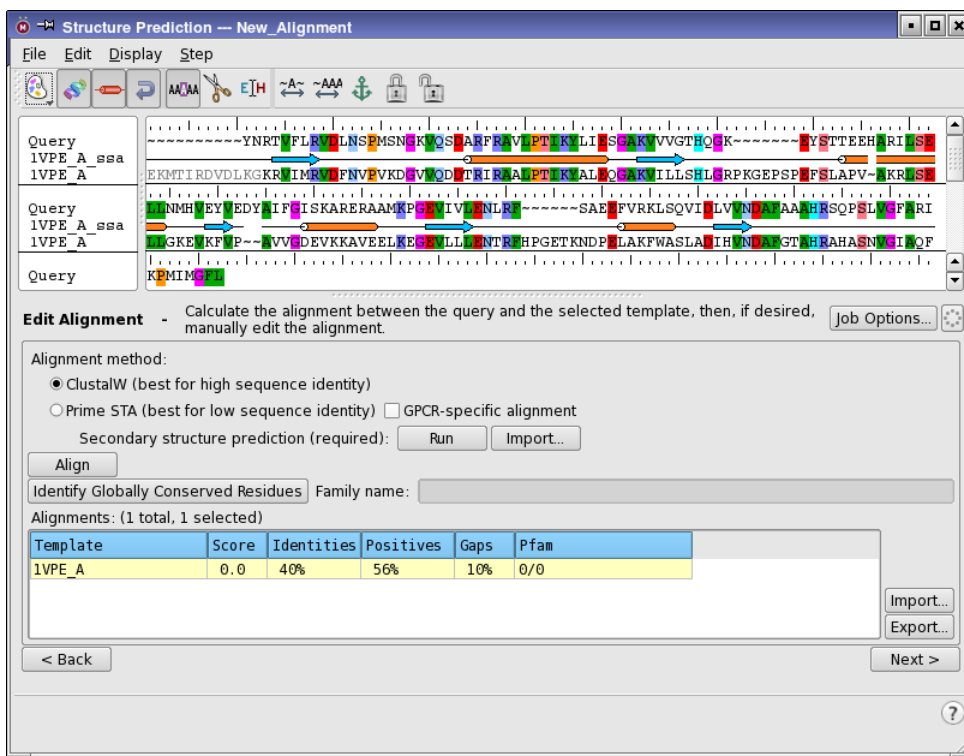 Structure Prediction --- New_Alignment
File Edit Display Step
Query ~~~~~~~~~~YNRTVFLRVDLNSPMSNGKVQSDARFRAVLPTIKYLIESGAKVVVGTHQGK~~~~~~~EYSTTEEHARILSE
1VPE_A_ssa
1VPE_A EKMTIRDVDLKGKRVIMRVDFNVPVKDGVVQDDTRIRAALPTIKYALEQGAKVILLSHLGRPKGEPSPEFSLAPV~AKRLSE
Query LLNMHVEYVEDYAIFGISKARERAAMKPGEVIVLENLRF~~~~~~SAEEFVRKLSQVIDLVVNDAFAAAHRSQPSLVGFARI
1VPE_A_ssa
1VPE_A LLGKEVKFVP~~AVVGDEVKKAVEELKEGEVLLLENTRFHPGETKNDPELAKFWASLADIHVNDAFGTAHRAHASNVGIAQF
Query KPMIMGFL
Edit Alignment - Calculate the alignment between the query and the selected template, then, if desired, manually edit the alignment.
Job Options...
Alignment method:
ClustalW (best for high sequence identity)
Prime STA (best for low sequence identity) GPCR-specific alignment
Secondary structure prediction (required): Run Import...
Align
Identify Globally Conserved Residues Family name:
Alignments: (1 total, 1 selected)
Template Score Identities Positives Gaps Pfam
1VPE_A 0.0 40% 56% 10% 0/0
Import...
Export...
< Back Next >
?